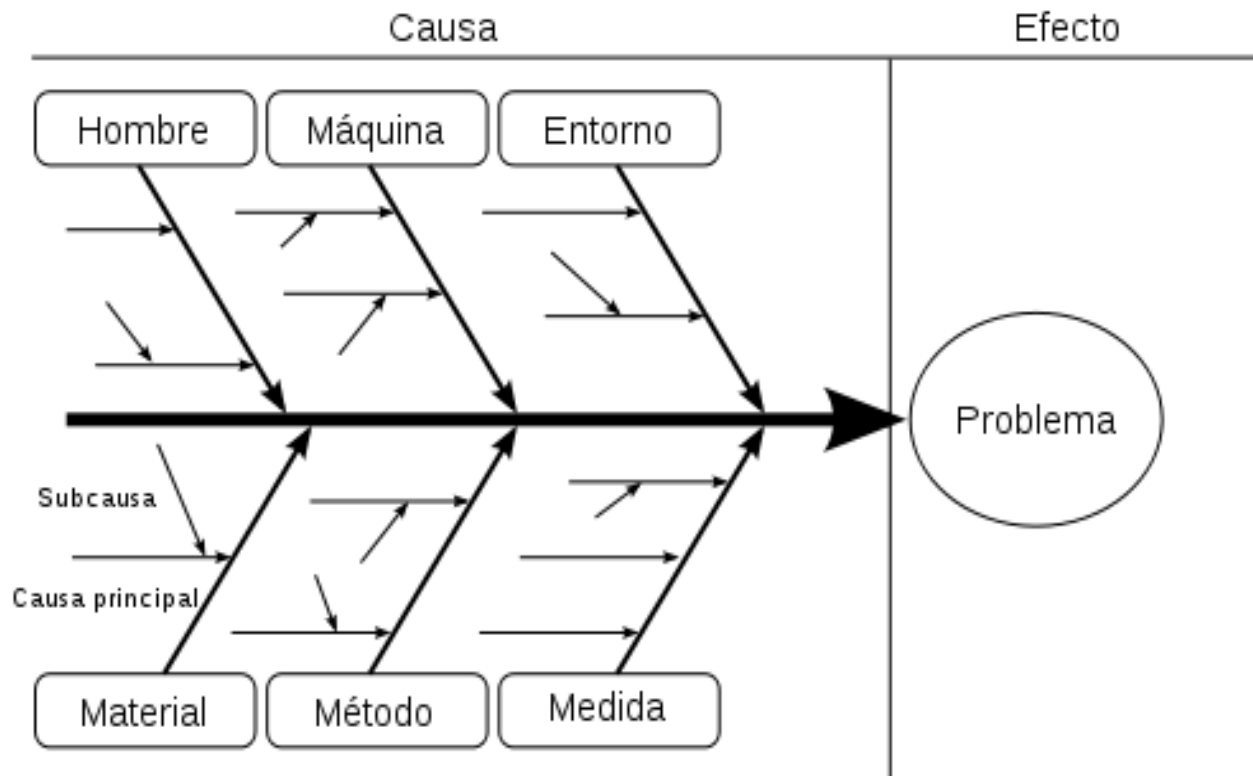 Causa
Efecto
Hombre
Máquina
Entorno
Problema
Subcausa
Causa principal
Material
Método
Medida